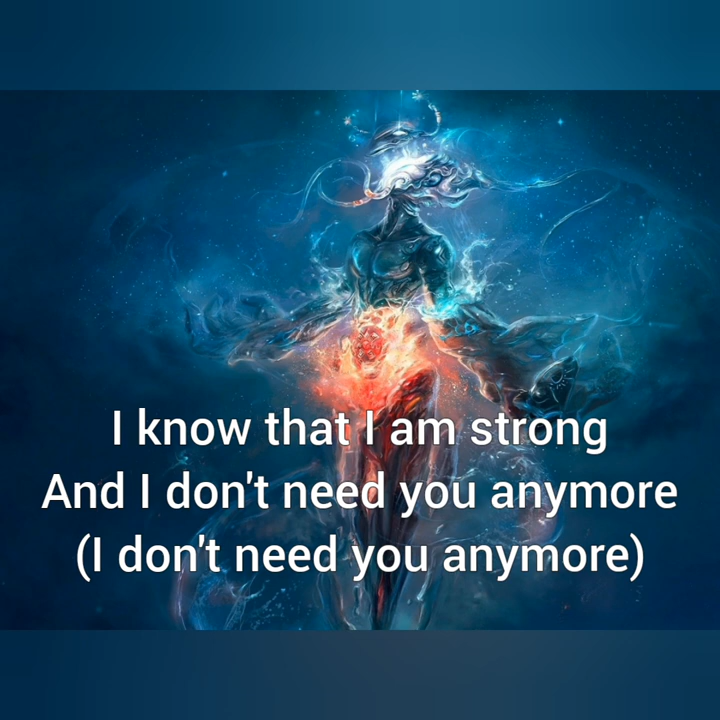 I know that I am strong
And I don't need you anymore
(I don't need you anymore)